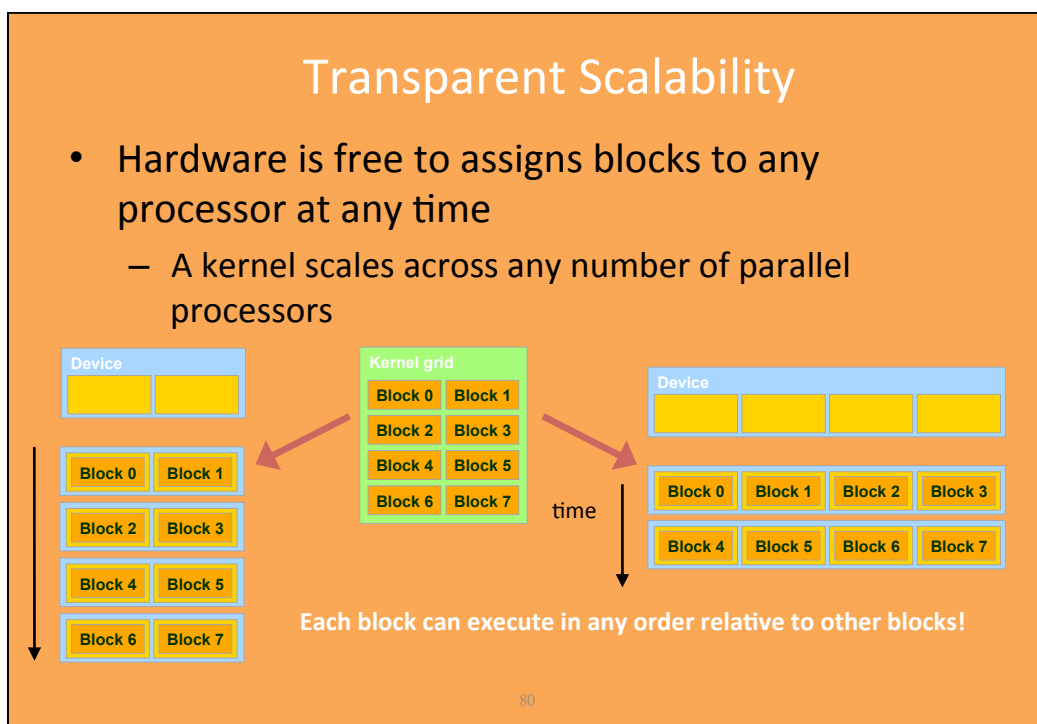 Transparent Scalability
• Hardware is free to assigns blocks to any
processor at any time
– A kernel scales across any number of parallel
processors
Device
Block 0 Block 1
Block 2 Block 3
Block 4 Block 5
Block 6 Block 7
Kernel grid
Block 0 Block 1
Block 2 Block 3
Block 4 Block 5
Block 6 Block 7
Device
time
Block 0 Block 1 Block 2 Block 3
Block 4 Block 5 Block 6 Block 7
Each block can execute in any order relative to other blocks!
80